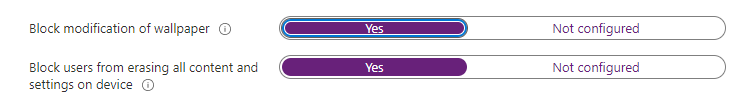 Block modification of wallpaper Yes Not configured
Block users from erasing all content and
settings on device Yes Not configured